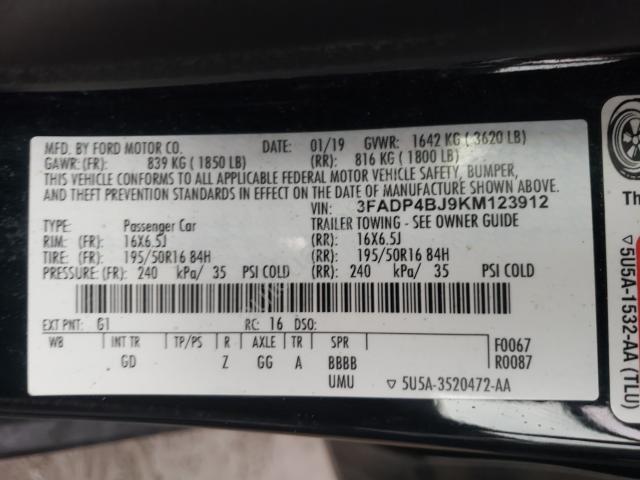 MFD. BY FORD MOTOR CO. DATE: 01/19 GVWR: 1642 KG ( 3620 LB)
GAWR: (FR): 839 KG ( 1850 LB) (RR): 816 KG ( 1800 LB)
THIS VEHICLE CONFORMS TO ALL APPLICABLE FEDERAL MOTOR VEHICLE SAFETY, BUMPER,
AND THEFT PREVENTION STANDARDS IN EFFECT ON THE DATE OF MANUFACTURE SHOWN ABOVE.
VIN: 3FADP4BJ9KM123912
TYPE: Passenger Car TRAILER TOWING - SEE OWNER GUIDE
RIM: (FR): 16X6.5J (RR): 16X6.5J
TIRE: (FR): 195/50R16 84H (RR): 195/50R16 84H
PRESSURE: (FR): 240 kPa/ 35 PSI COLD (RR): 240 kPa/ 35 PSI COLD
EXT PNT: G1 RC: 16 DSO:
WB INT TR TP/PS R AXLE TR SPR F0067
GD Z GG A BBBB R0087
UMU ▽ 5U5A-3520472-AA
Th
▽ 5U5A-1532-AA (TLU)